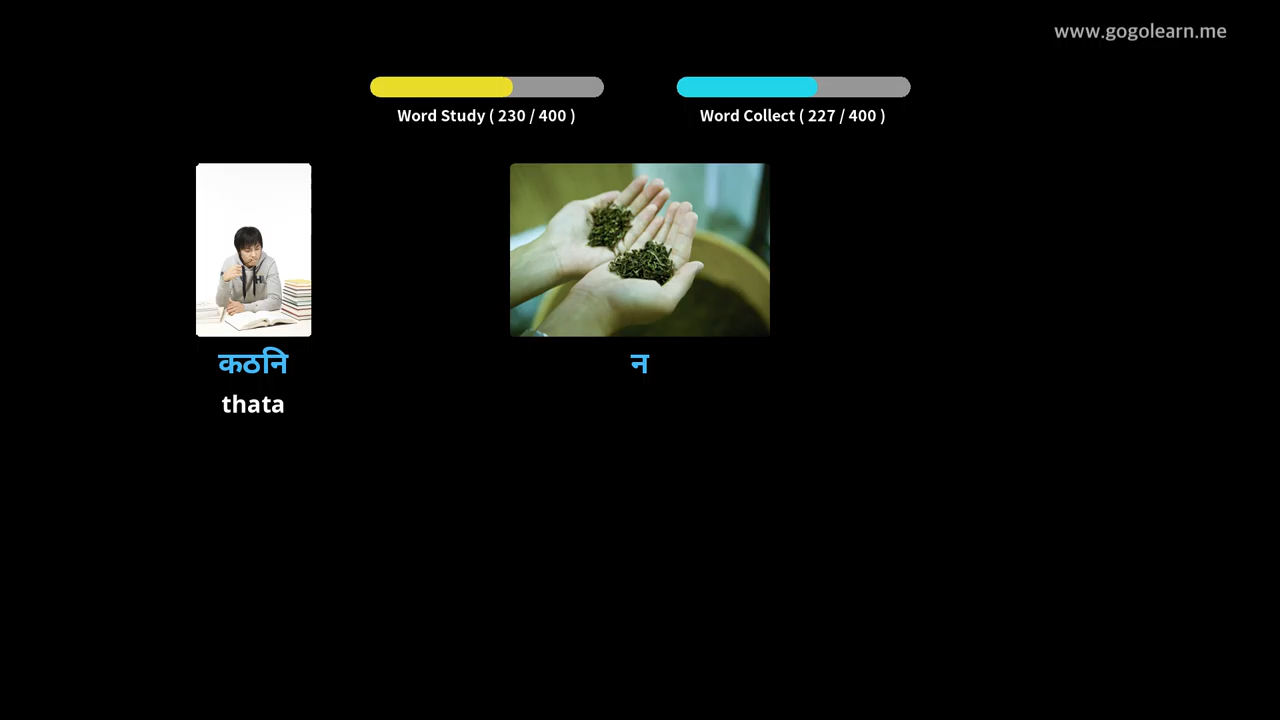 www.gogolearn.me
Word Study ( 230 / 400 )
Word Collect ( 227 / 400 )
कठनि
thata
न